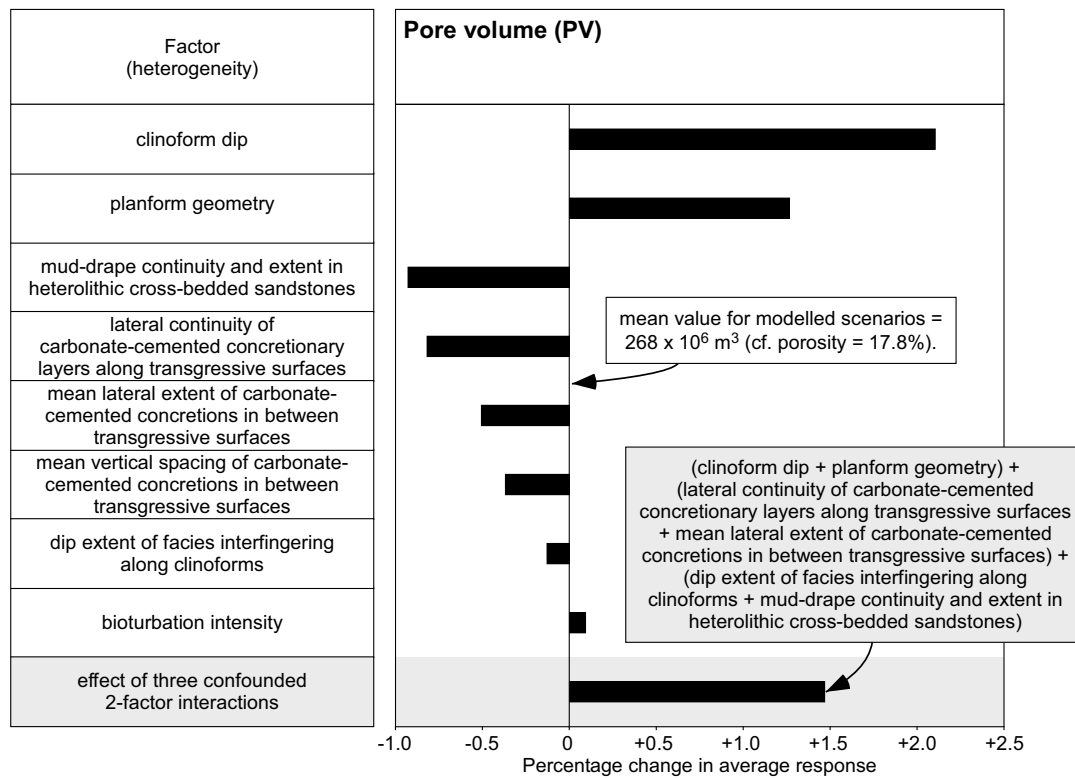 Factor
(heterogeneity)
Pore volume (PV)
clinoform dip
planform geometry
mud-drape continuity and extent in
heterolithic cross-bedded sandstones
lateral continuity of
carbonate-cemented concretionary
layers along transgressive surfaces
mean lateral extent of carbonate-
cemented concretions in between
transgressive surfaces
mean vertical spacing of carbonate-
cemented concretions in between
transgressive surfaces
dip extent of facies interfingering
along clinoforms
bioturbation intensity
effect of three confounded
2-factor interactions
mean value for modelled scenarios =
268 x 10⁶ m³ (cf. porosity = 17.8%).
(clinoform dip + planform geometry) +
(lateral continuity of carbonate-cemented
concretionary layers along transgressive surfaces
+ mean lateral extent of carbonate-cemented
concretions in between transgressive surfaces) +
(dip extent of facies interfingering along
clinoforms + mud-drape continuity and extent in
heterolithic cross-bedded sandstones)
-1.0 -0.5 0 +0.5 +1.0 +1.5 +2.0 +2.5
Percentage change in average response